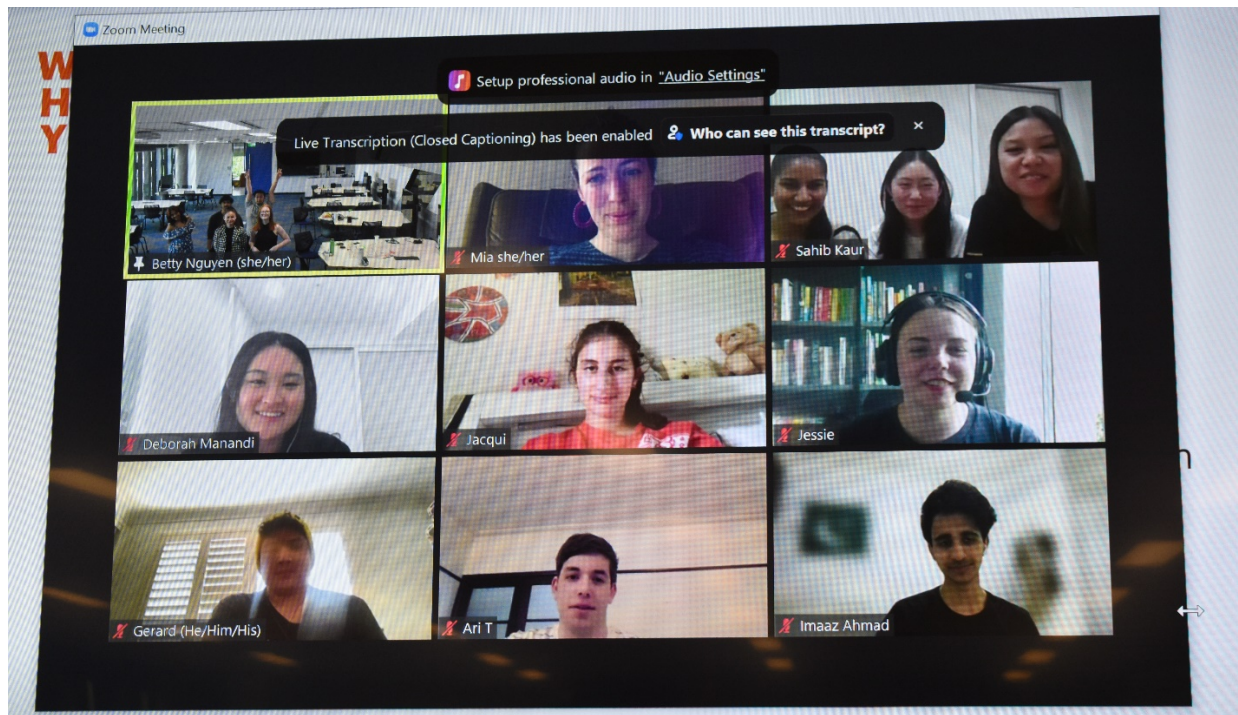 Zoom Meeting
W
H
Y
Setup professional audio in "Audio Settings"
Live Transcription (Closed Captioning) has been enabled Who can see this transcript?
Betty Nguyen (she/her)
Mia she/her
Sahib Kaur
Deborah Manandi
Jacqui
Jessie
n
Gerard (He/Him/His)
Ari T
Imaaz Ahmad